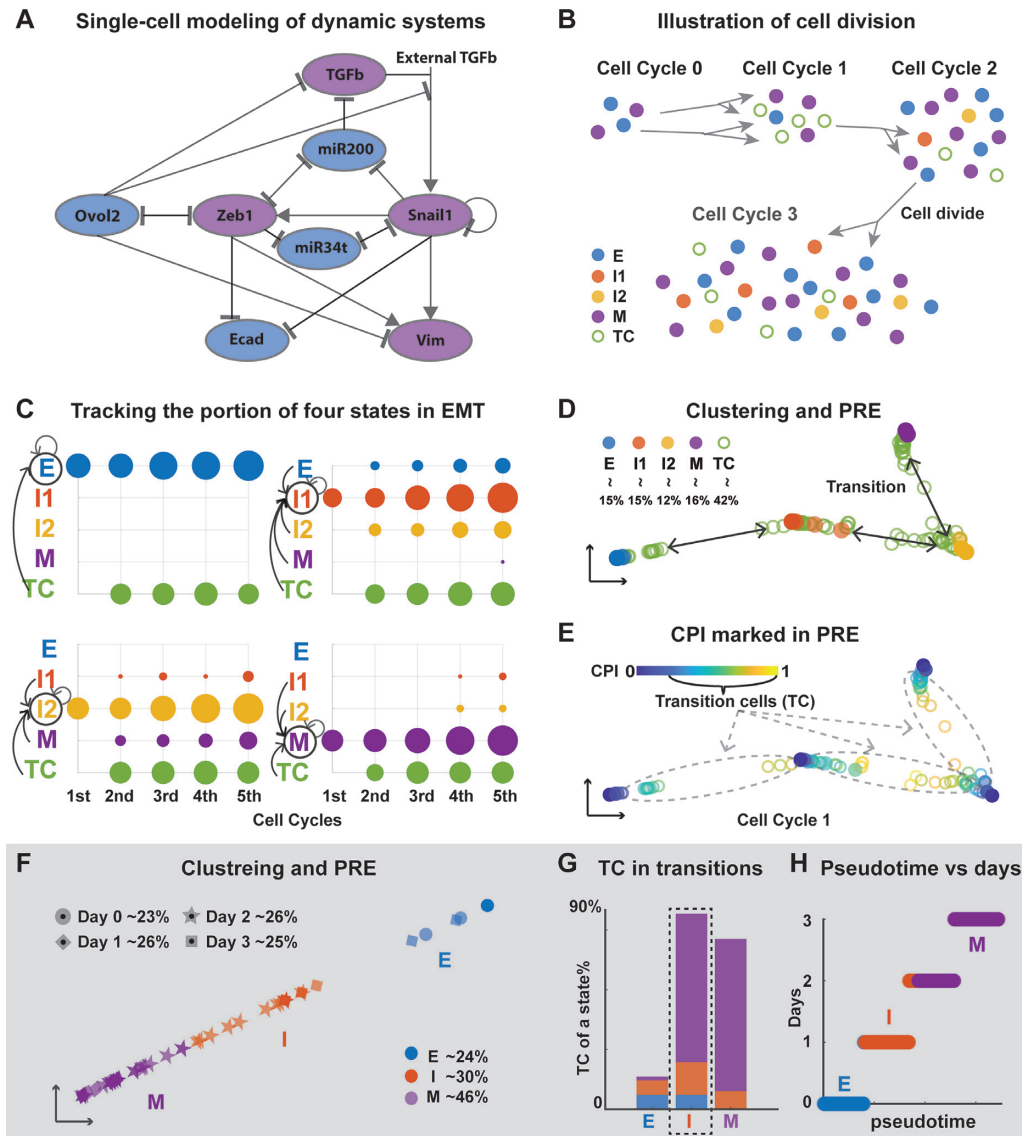 A Single-cell modeling of dynamic systems
External TGFb
TGFb
miR200
Ovol2
Zeb1
Snail1
miR34t
Ecad
Vim
B Illustration of cell division
Cell Cycle 0 Cell Cycle 1 Cell Cycle 2
Cell Cycle 3 Cell divide
E
I1
I2
M
TC
C Tracking the portion of four states in EMT
E
I1
I2
M
TC
E
I1
I2
M
TC
E
I1
I2
M
TC
E
I1
I2
M
TC
1st 2nd 3rd 4th 5th 1st 2nd 3rd 4th 5th
Cell Cycles
D Clustering and PRE
E I1 I2 M TC
~ ~ ~ ~ ~
15% 15% 12% 16% 42%
Transition
E CPI marked in PRE
CPI 0 1
Transition cells (TC)
Cell Cycle 1
F Clustreing and PRE
Day 0 ~23% Day 2 ~26%
Day 1 ~26% Day 3 ~25%
E
I
M
E ~24%
I ~30%
M ~46%
G TC in transitions
90%
TC of a state%
0
E I M
H Pseudotime vs days
3
2
1
0
Days
M
I
E
pseudotime